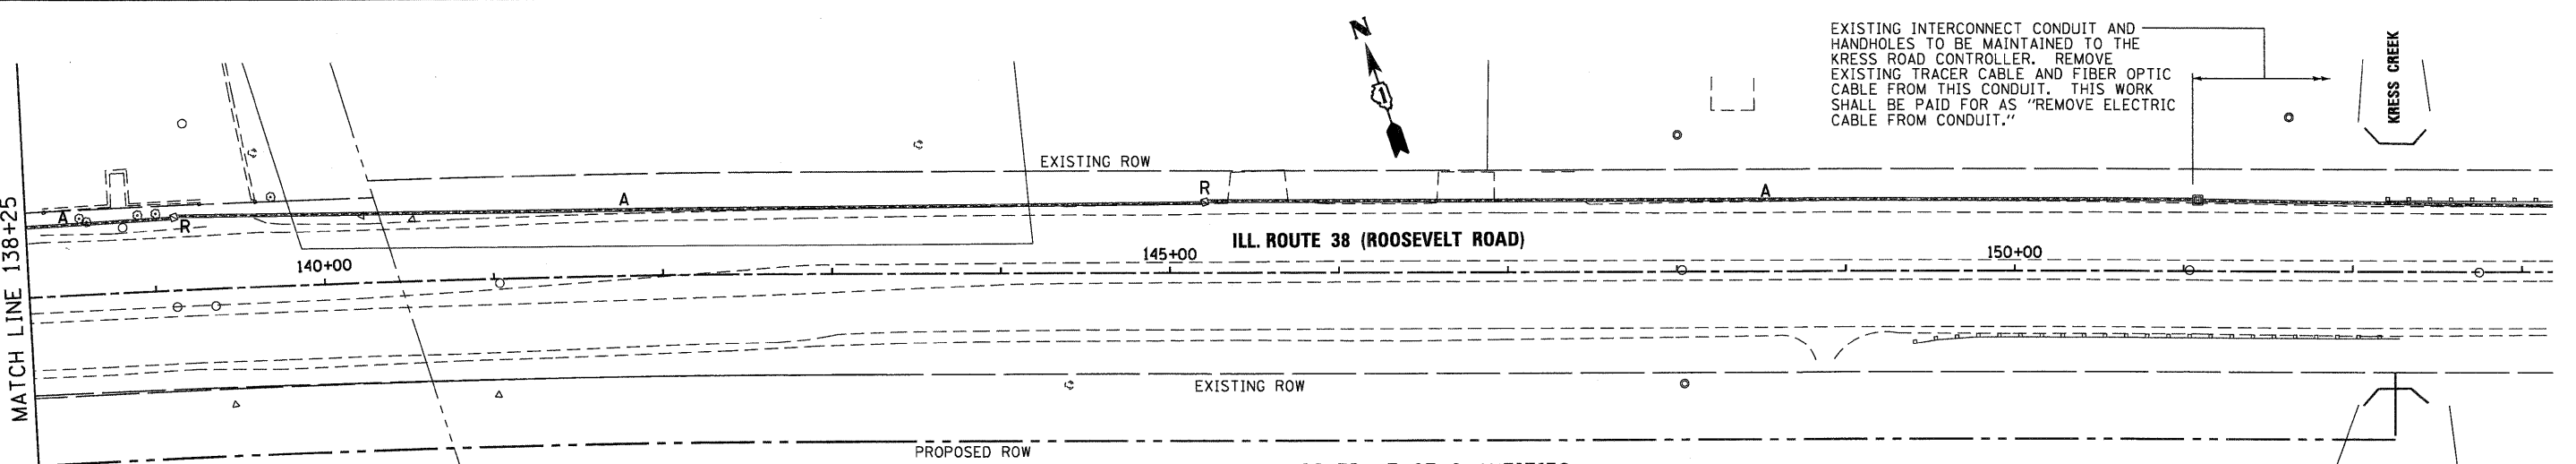 EXISTING INTERCONNECT CONDUIT AND
HANDHOLES TO BE MAINTAINED TO THE
KRESS ROAD CONTROLLER. REMOVE
EXISTING TRACER CABLE AND FIBER OPTIC
CABLE FROM THIS CONDUIT. THIS WORK
SHALL BE PAID FOR AS "REMOVE ELECTRIC
CABLE FROM CONDUIT."
KRESS CREEK
N
EXISTING ROW
MATCH LINE 138+25
A
R
A
R
A
ILL. ROUTE 38 (ROOSEVELT ROAD)
140+00
145+00
150+00
EXISTING ROW
PROPOSED ROW